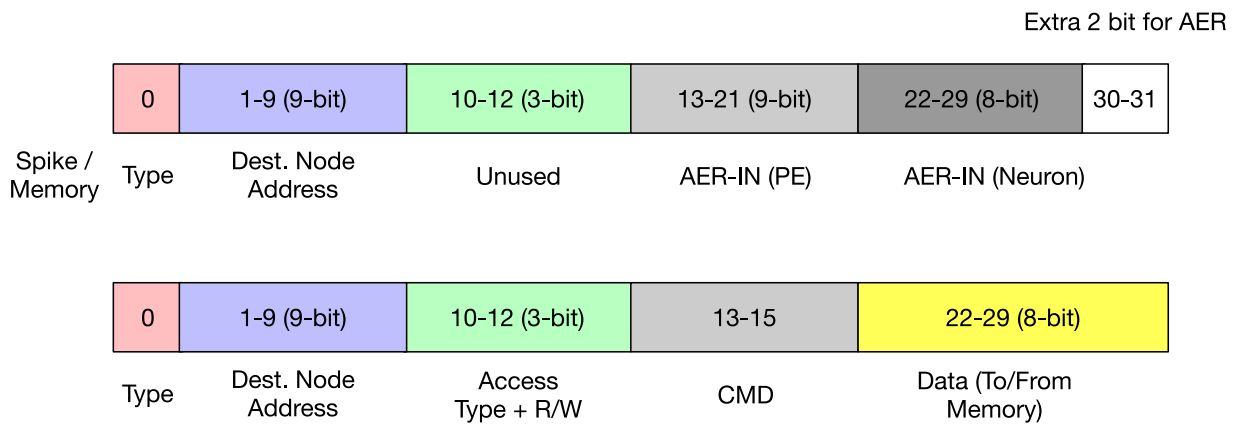 Extra 2 bit for AER
0 1-9 (9-bit) 10-12 (3-bit) 13-21 (9-bit) 22-29 (8-bit) 30-31
Spike /
Memory
Type
Dest. Node
Address
Unused
AER-IN (PE)
AER-IN (Neuron)
0 1-9 (9-bit) 10-12 (3-bit) 13-15 22-29 (8-bit)
Type
Dest. Node
Address
Access
Type + R/W
CMD
Data (To/From
Memory)